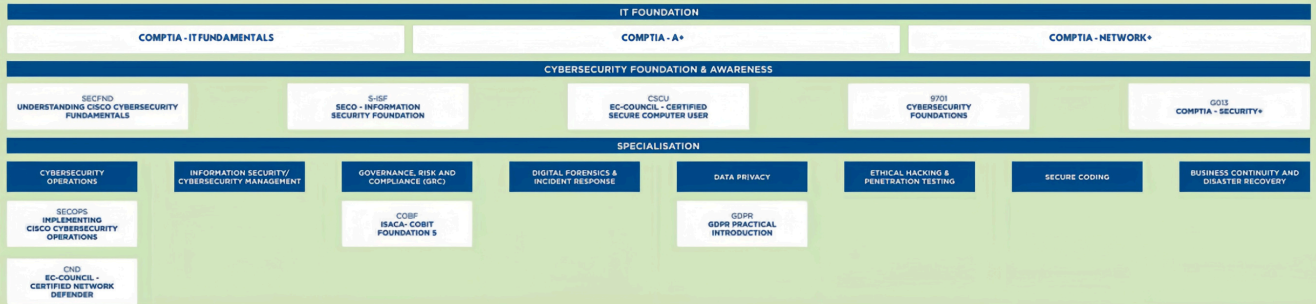 IT FOUNDATION
COMPTIA - IT FUNDAMENTALS
COMPTIA - A+
COMPTIA - NETWORK+
CYBERSECURITY FOUNDATION & AWARENESS
SECFND
UNDERSTANDING CISCO CYBERSECURITY
FUNDAMENTALS
S-ISF
SECO - INFORMATION
SECURITY FOUNDATION
CSCU
EC-COUNCIL - CERTIFIED
SECURE COMPUTER USER
9701
CYBERSECURITY
FOUNDATIONS
G013
COMPTIA - SECURITY+
SPECIALISATION
CYBERSECURITY
OPERATIONS
INFORMATION SECURITY/
CYBERSECURITY MANAGEMENT
GOVERNANCE, RISK AND
COMPLIANCE (GRC)
DIGITAL FORENSICS &
INCIDENT RESPONSE
DATA PRIVACY
ETHICAL HACKING &
PENETRATION TESTING
SECURE CODING
BUSINESS CONTINUITY AND
DISASTER RECOVERY
SECOPS
IMPLEMENTING
CISCO CYBERSECURITY
OPERATIONS
COBF
ISACA- COBIT
FOUNDATION 5
GDPR
GDPR PRACTICAL
INTRODUCTION
CND
EC-COUNCIL -
CERTIFIED NETWORK
DEFENDER